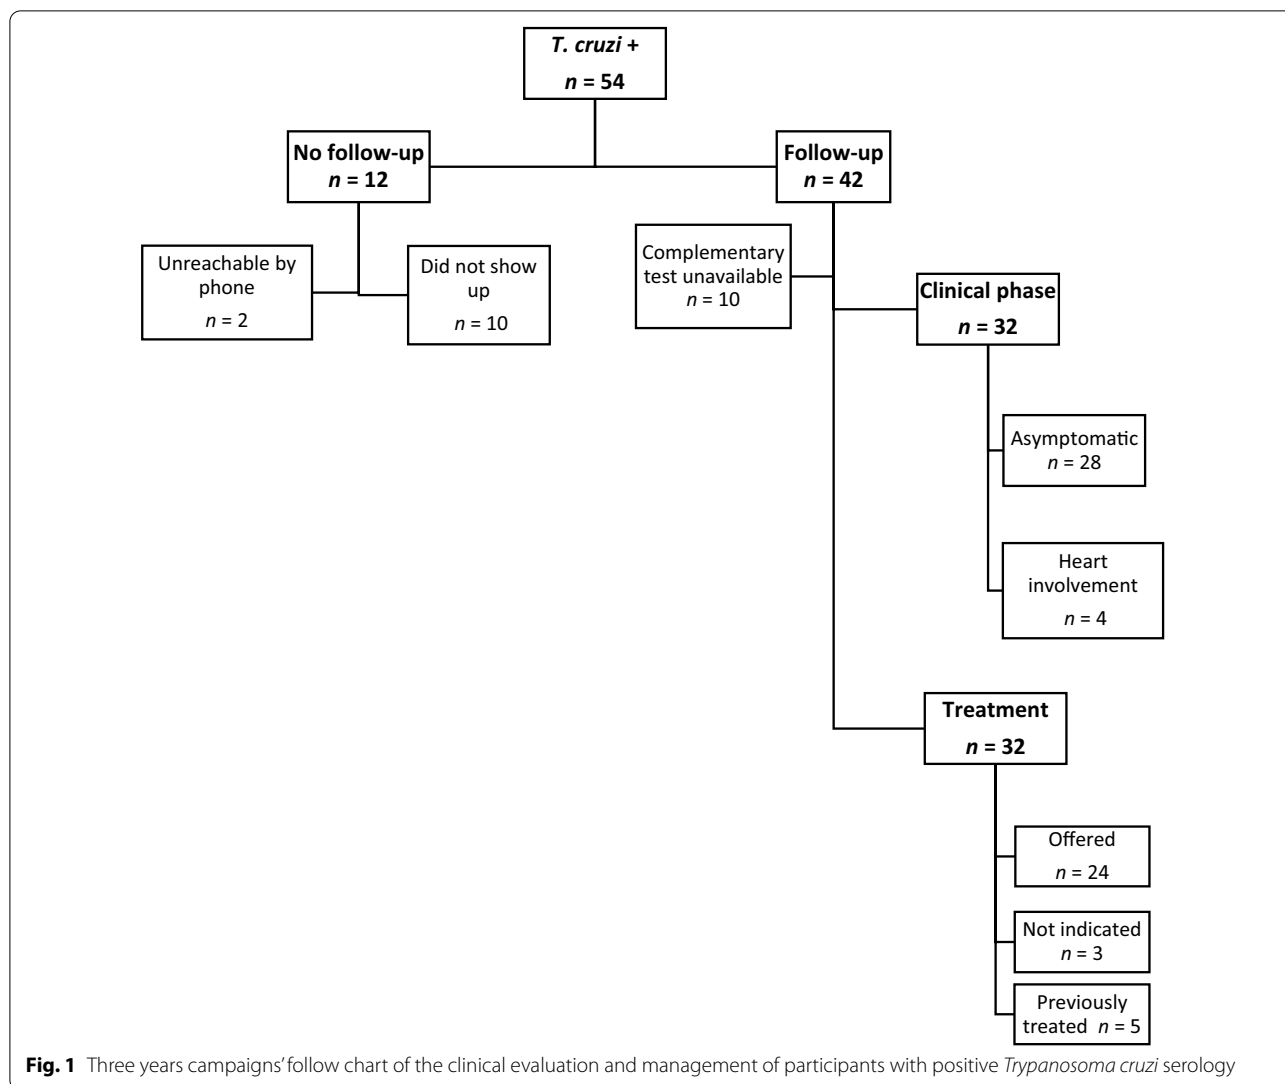 T. cruzi +
n = 54
No follow-up
n = 12
Follow-up
n = 42
Unreachable by
phone
n = 2
Did not show
up
n = 10
Complementary
test unavailable
n = 10
Clinical phase
n = 32
Asymptomatic
n = 28
Heart
involvement
n = 4
Treatment
n = 32
Offered
n = 24
Not indicated
n = 3
Previously
treated n = 5
Fig. 1 Three years campaigns' follow chart of the clinical evaluation and management of participants with positive Trypanosoma cruzi serology